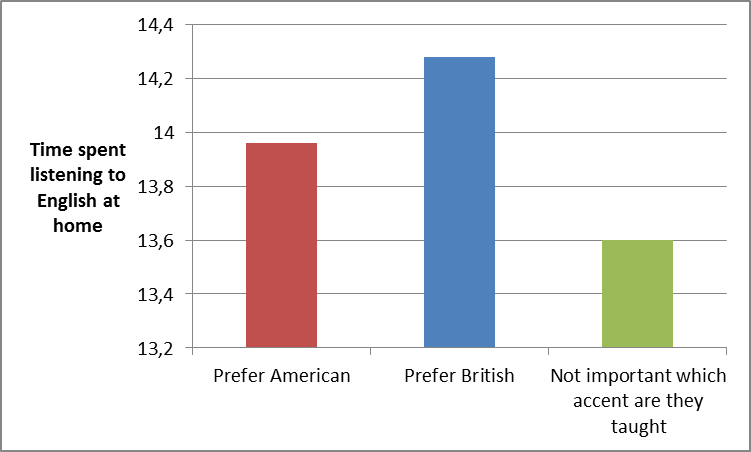 14,4
14,2
14
13,8
13,6
13,4
13,2
Time spent
listening to
English at
home
Prefer American
Prefer British
Not important which
accent are they
taught